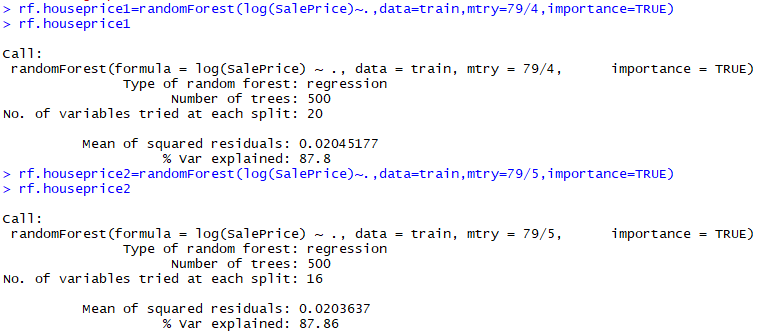 > rf.houseprice1=randomForest(log(SalePrice)~.,data=train,mtry=79/4,importance=TRUE)
> rf.houseprice1
Call:
randomForest(formula = log(SalePrice) ~ ., data = train, mtry = 79/4,      importance = TRUE)
Type of random forest: regression
Number of trees: 500
No. of variables tried at each split: 20
Mean of squared residuals: 0.02045177
% Var explained: 87.8
> rf.houseprice2=randomForest(log(SalePrice)~.,data=train,mtry=79/5,importance=TRUE)
> rf.houseprice2
Call:
randomForest(formula = log(SalePrice) ~ ., data = train, mtry = 79/5,      importance = TRUE)
Type of random forest: regression
Number of trees: 500
No. of variables tried at each split: 16
Mean of squared residuals: 0.0203637
% Var explained: 87.86